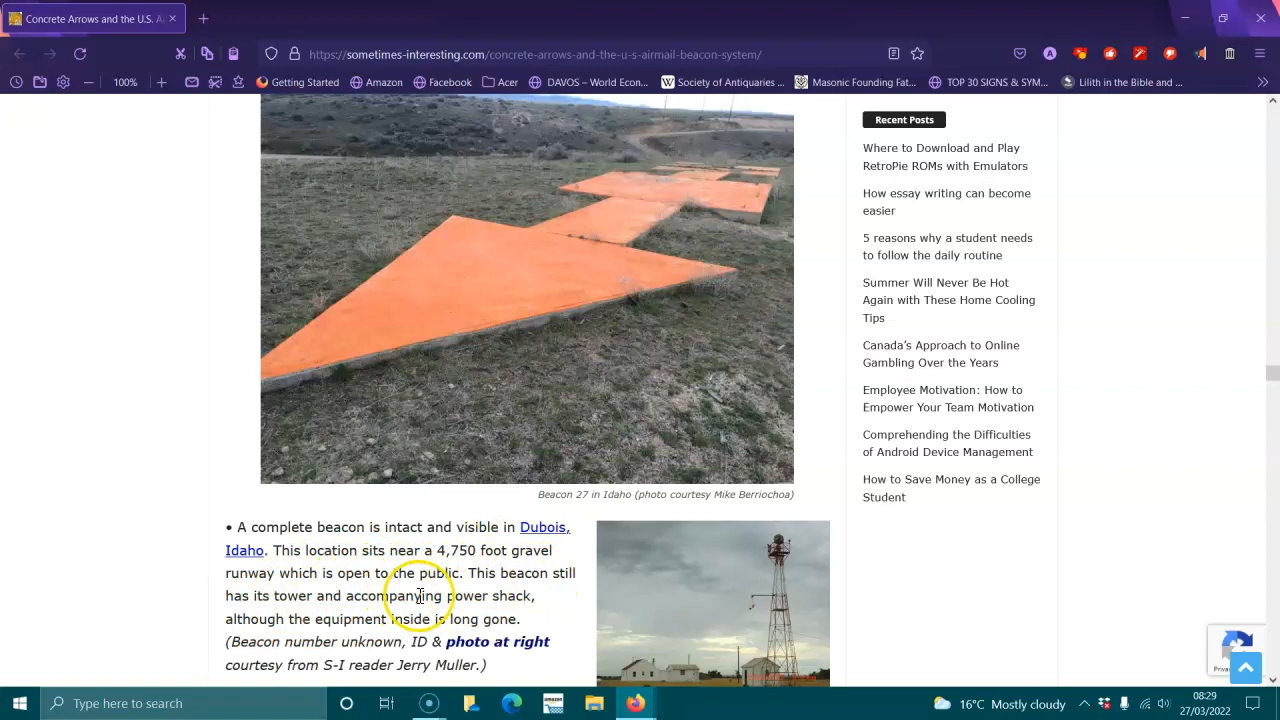 Concrete Arrows and the U.S. A
https://sometimes-interesting.com/concrete-arrows-and-the-u-s-airmail-beacon-system/
100%
Getting Started
Amazon
Facebook
Acer
DAVOS – World Econ...
Society of Antiquaries ...
Masonic Founding Fat...
TOP 30 SIGNS & SYM...
Lilith in the Bible and ...
Recent Posts
Where to Download and Play
RetroPie ROMs with Emulators
How essay writing can become
easier
5 reasons why a student needs
to follow the daily routine
Summer Will Never Be Hot
Again with These Home Cooling
Tips
Canada's Approach to Online
Gambling Over the Years
Employee Motivation: How to
Empower Your Team Motivation
Comprehending the Difficulties
of Android Device Management
How to Save Money as a College
Student
Beacon 27 in Idaho (photo courtesy Mike Berriochoa)
• A complete beacon is intact and visible in Dubois,
Idaho. This location sits near a 4,750 foot gravel
runway which is open to the public. This beacon still
has its tower and accompanying power shack,
although the equipment inside is long gone.
(Beacon number unknown, ID & photo at right
courtesy from S-I reader Jerry Muller.)
Type here to search
16°C Mostly cloudy
08:29
27/03/2022